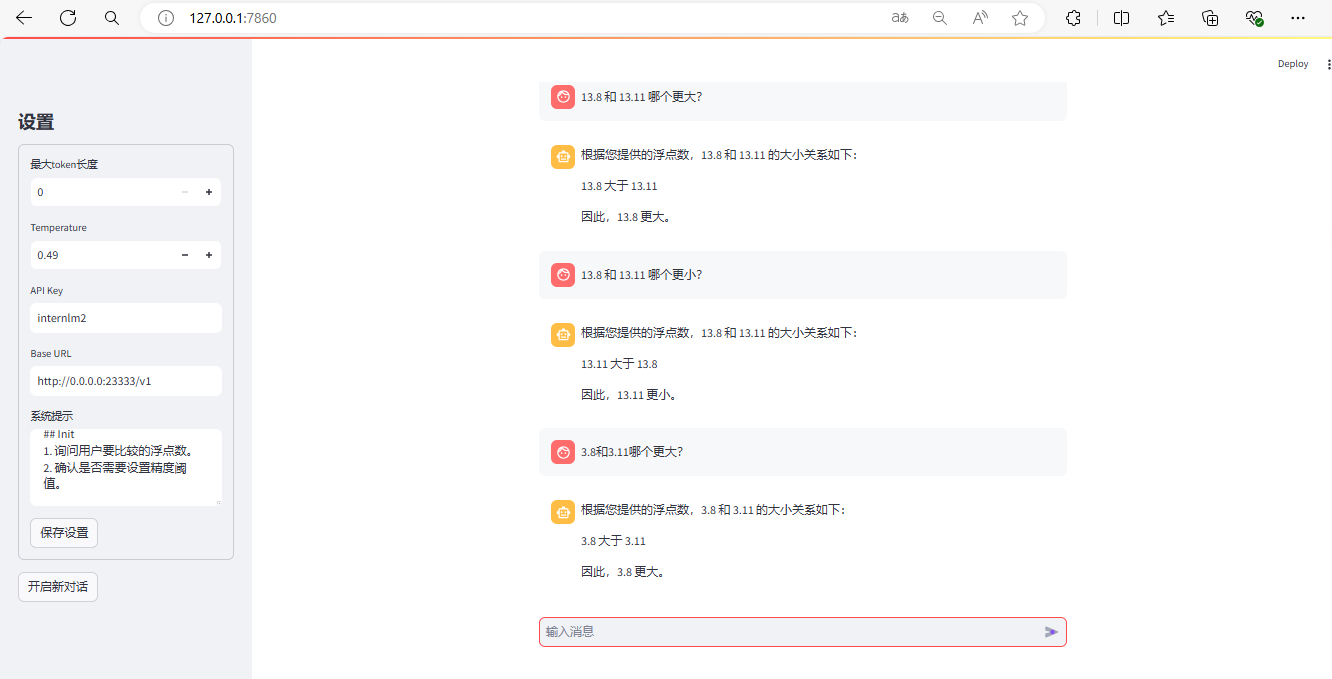 127.0.0.1:7860
aあ
A
Deploy
设置
最大token长度
0
Temperature
0.49
API Key
internlm2
Base URL
http://0.0.0.0:23333/v1
系统提示
## Init
1. 询问用户要比较的浮点数。
2. 确认是否需要设置精度阈
值。
保存设置
开启新对话
13.8 和 13.11 哪个更大？
根据您提供的浮点数，13.8 和 13.11 的大小关系如下：
13.8 大于 13.11
因此，13.8 更大。
13.8 和 13.11 哪个更小？
根据您提供的浮点数，13.8 和 13.11 的大小关系如下：
13.11 大于 13.8
因此，13.11 更小。
3.8和3.11哪个更大？
根据您提供的浮点数，3.8 和 3.11 的大小关系如下：
3.8 大于 3.11
因此，3.8 更大。
输入消息